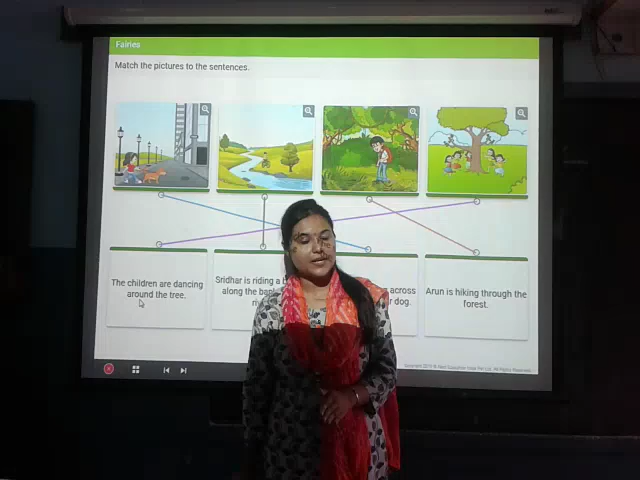 Fairies
Match the pictures to the sentences.
The children are dancing
around the tree.
Sridhar is riding a
along the
across
dog.
Arun is hiking through the
forest.